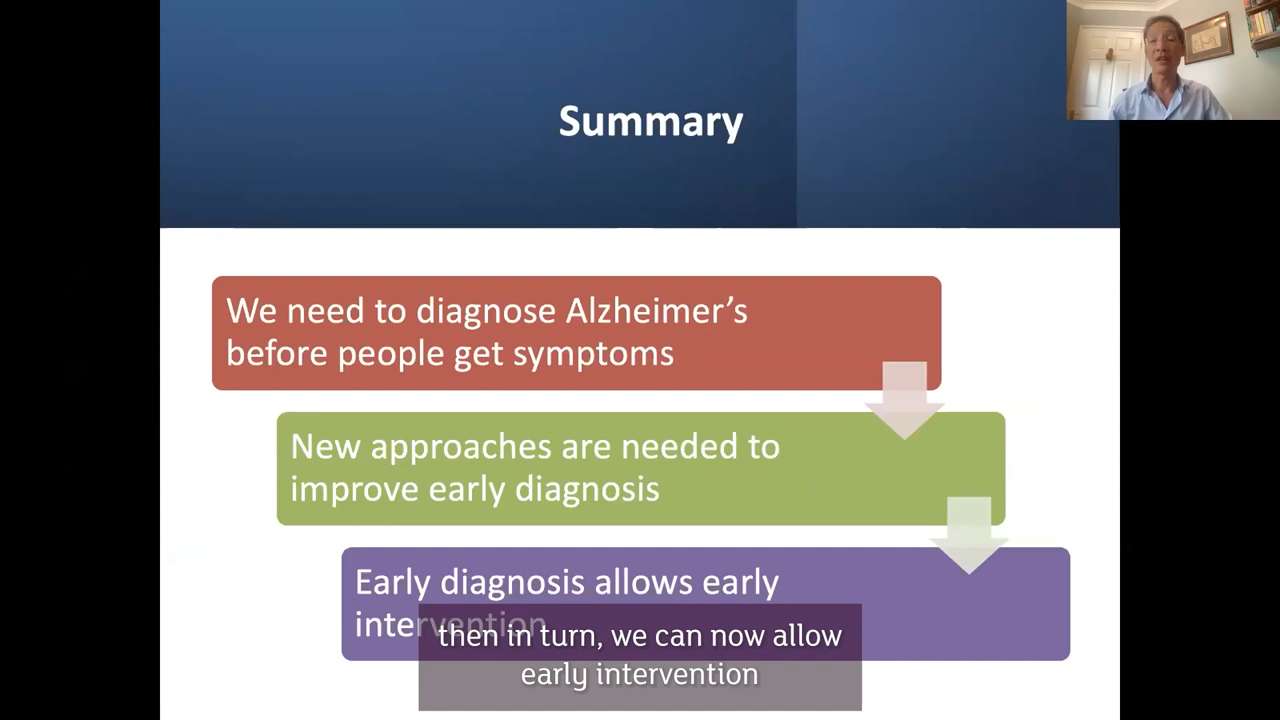 Summary
We need to diagnose Alzheimer’s
before people get symptoms
New approaches are needed to
improve early diagnosis
Early diagnosis allows early
intervention
then in turn, we can now allow
early intervention